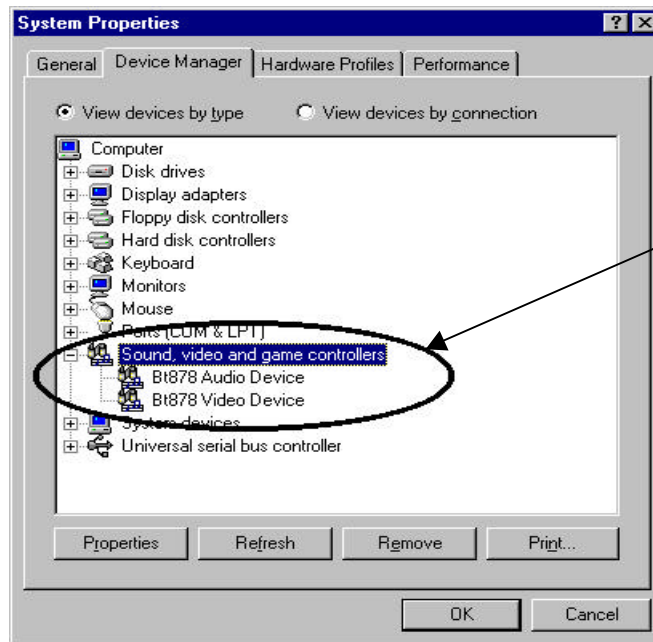 System Properties
General Device Manager Hardware Profiles Performance
View devices by type View devices by connection
Computer
Disk drives
Display adapters
Floppy disk controllers
Hard disk controllers
Keyboard
Monitors
Mouse
Ports (COM & LPT)
Sound, video and game controllers
Bt878 Audio Device
Bt878 Video Device
System devices
Universal serial bus controller
Properties Refresh Remove Print...
OK Cancel